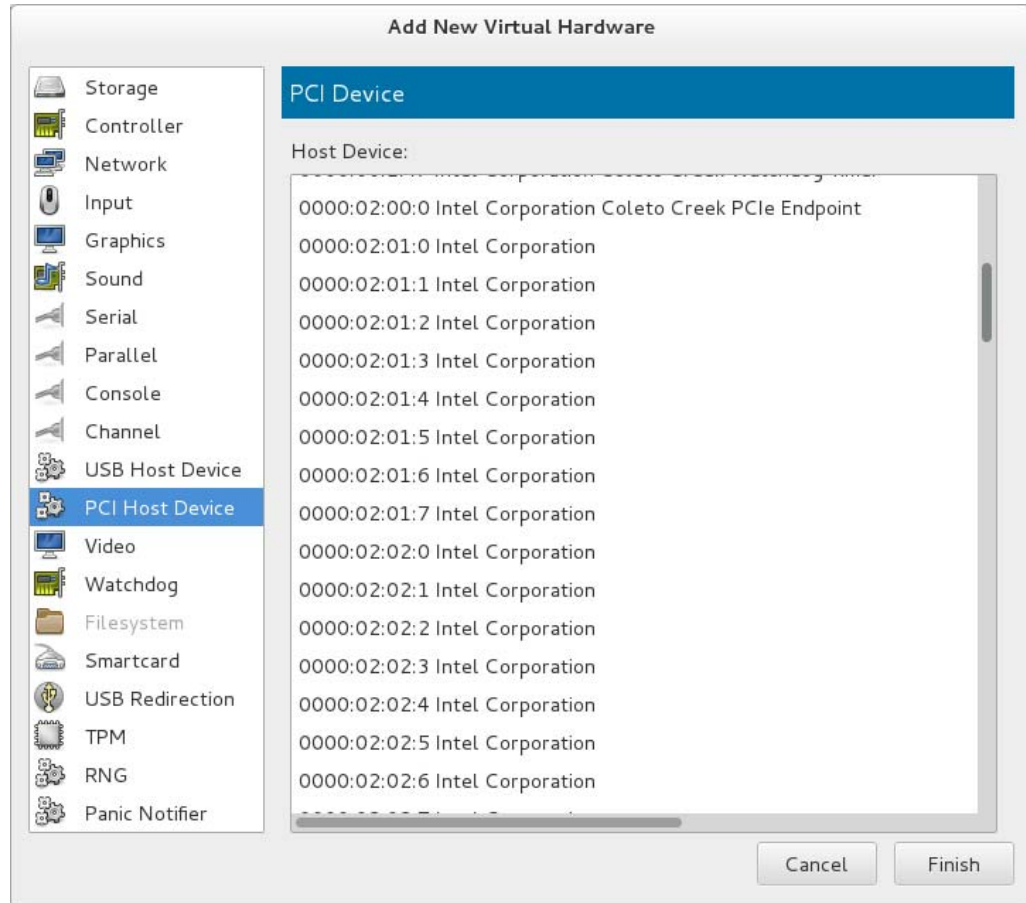 Add New Virtual Hardware
Storage
Controller
Network
Input
Graphics
Sound
Serial
Parallel
Console
Channel
USB Host Device
PCI Host Device
Video
Watchdog
Filesystem
Smartcard
USB Redirection
TPM
RNG
Panic Notifier
PCI Device
Host Device:
0000:02:00:0 Intel Corporation Coleto Creek PCIe Endpoint
0000:02:01:0 Intel Corporation
0000:02:01:1 Intel Corporation
0000:02:01:2 Intel Corporation
0000:02:01:3 Intel Corporation
0000:02:01:4 Intel Corporation
0000:02:01:5 Intel Corporation
0000:02:01:6 Intel Corporation
0000:02:01:7 Intel Corporation
0000:02:02:0 Intel Corporation
0000:02:02:1 Intel Corporation
0000:02:02:2 Intel Corporation
0000:02:02:3 Intel Corporation
0000:02:02:4 Intel Corporation
0000:02:02:5 Intel Corporation
0000:02:02:6 Intel Corporation
Cancel
Finish